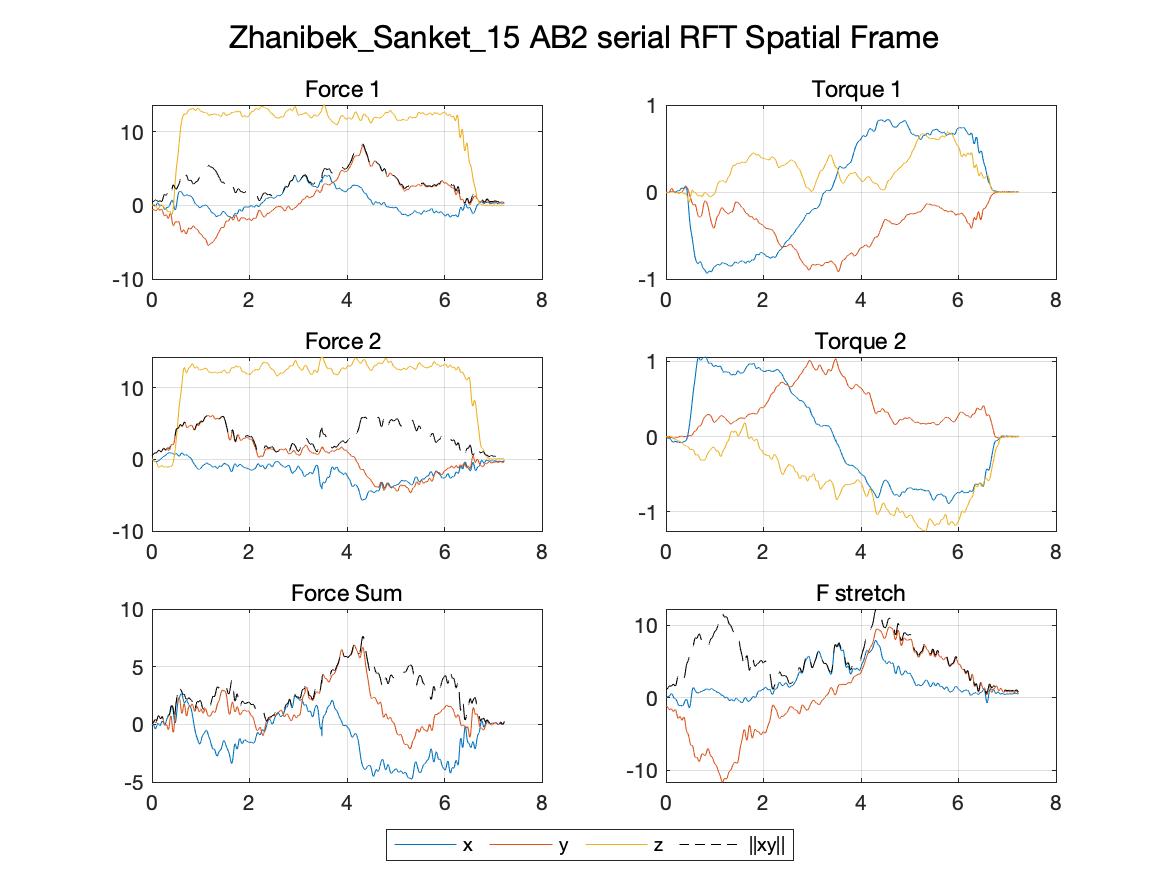 Zhanibek_Sanket_15 AB2 serial RFT Spatial Frame
Force 1
10
0
-10
0 2 4 6 8
Torque 1
1
0
-1
0 2 4 6 8
Force 2
10
0
-10
0 2 4 6 8
Torque 2
1
0
-1
0 2 4 6 8
Force Sum
10
5
0
-5
0 2 4 6 8
F stretch
10
0
-10
0 2 4 6 8
x y z ||xy||